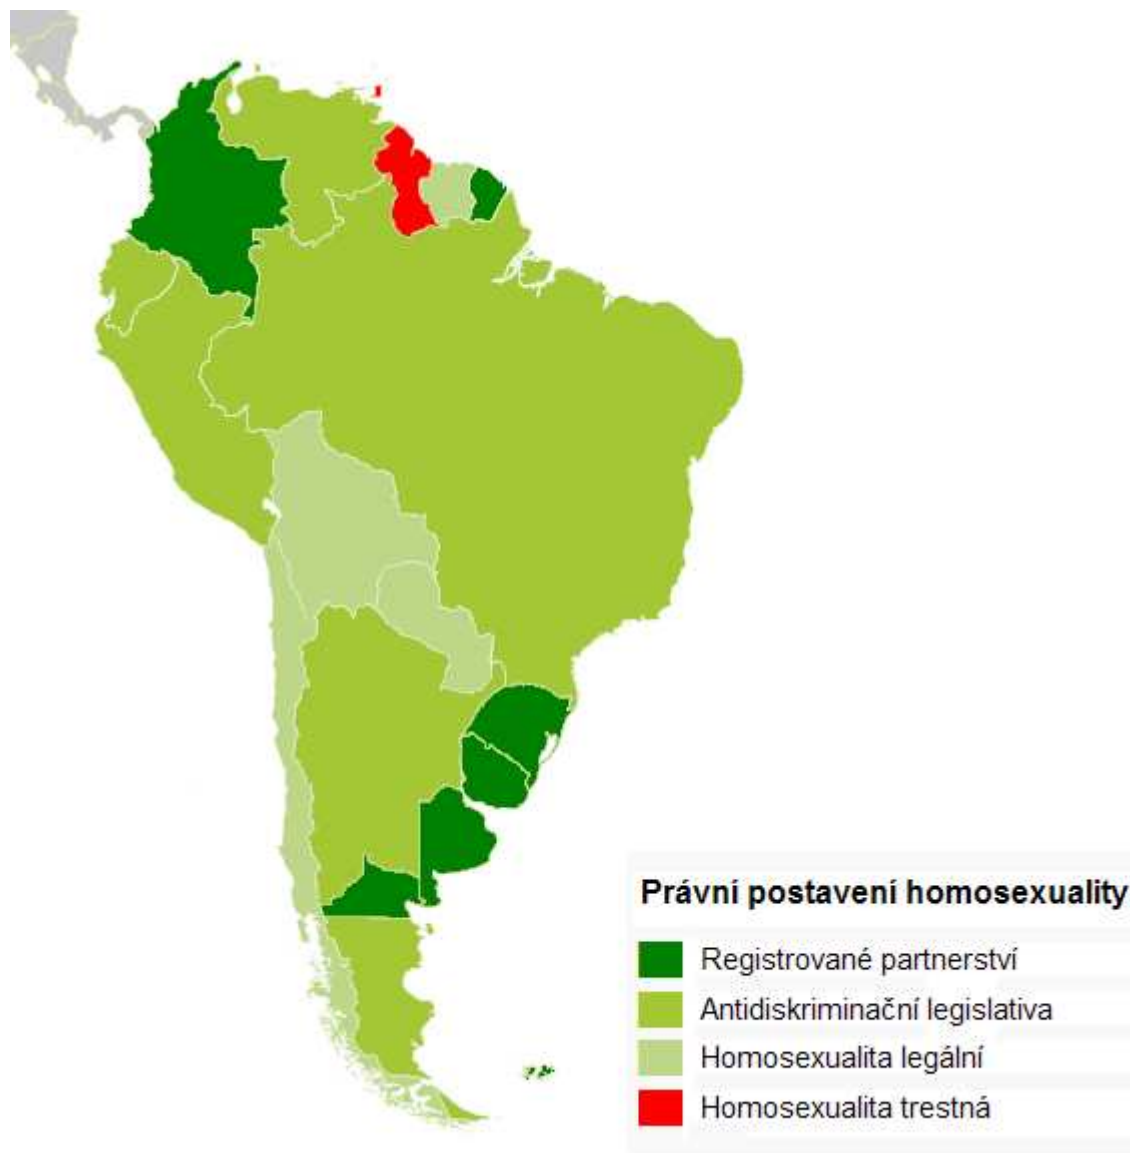 Právní postavení homosexuality
Registrované partnerství
Antidiskriminační legislativa
Homosexualita legální
Homosexualita trestná